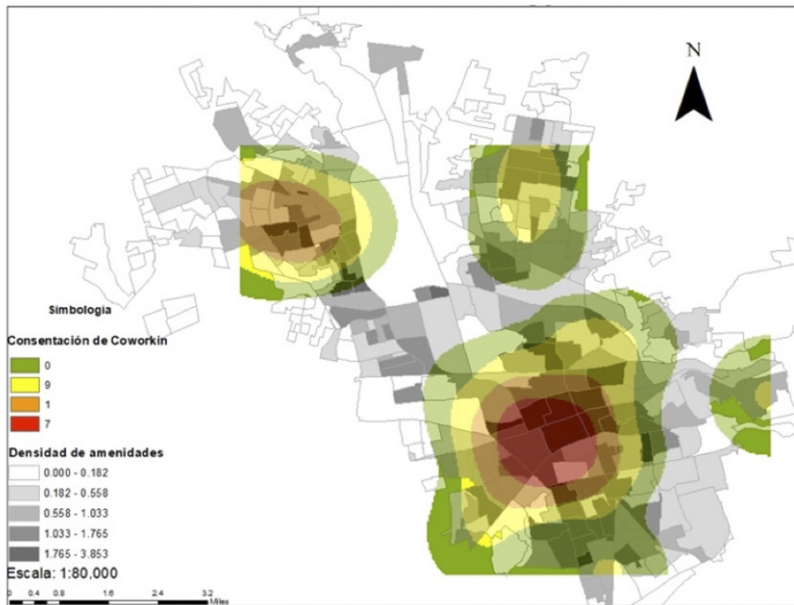 N
Simbología
Consentación de Coworkin
0
9
1
7
Densidad de amenidades
0.000 - 0.182
0.182 - 0.558
0.558 - 1.033
1.033 - 1.765
1.765 - 3.853
Escala: 1:80,000
0 0.4 0.8 1.6 2.4 3.2
Miles